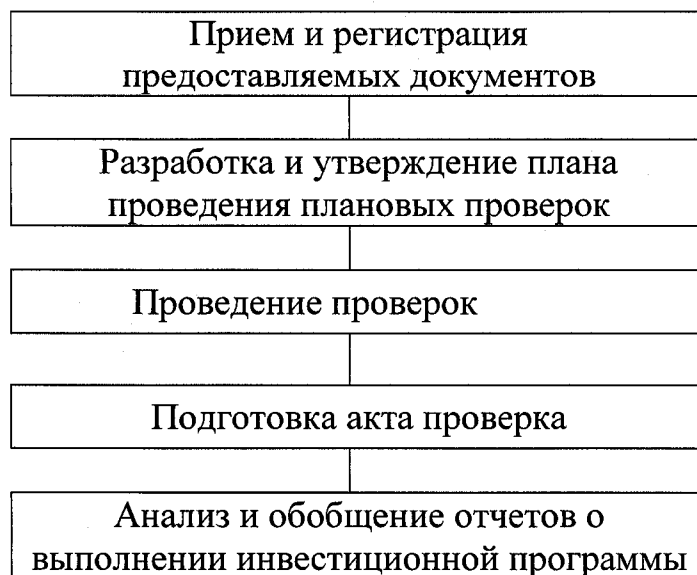 Прием и регистрация
предоставляемых документов
Разработка и утверждение плана
проведения плановых проверок
Проведение проверок
Подготовка акта проверка
Анализ и обобщение отчетов о
выполнении инвестиционной программы